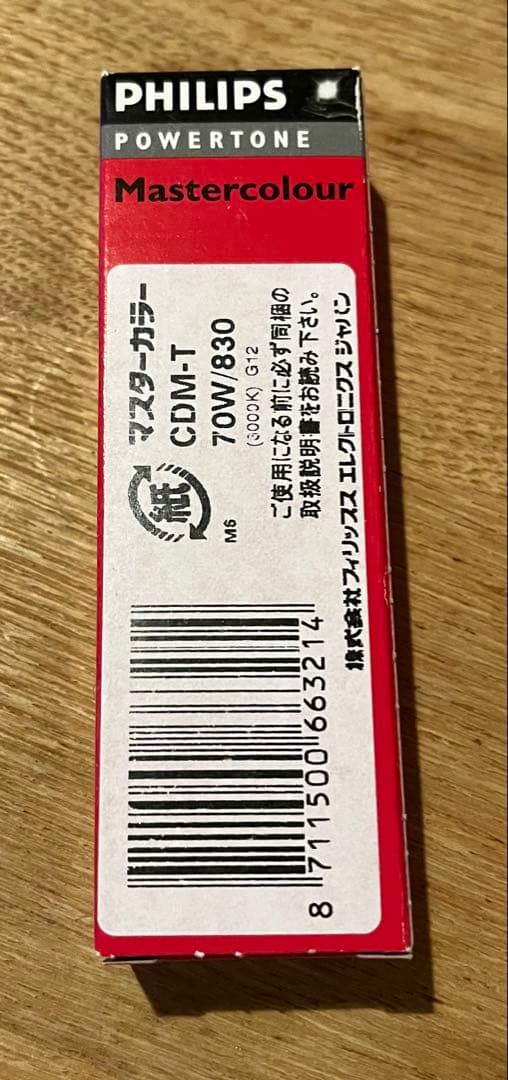 PHILIPS
POWERTONE
Mastercolour
マスターカラー
CDM-T
70W/830
(3000K) G12
紙
M6
ご使用になる前に必ず同梱の
取扱説明書をお読み下さい。
株式会社フィリップス エレクトロニクス ジャパン
8 711500 663214